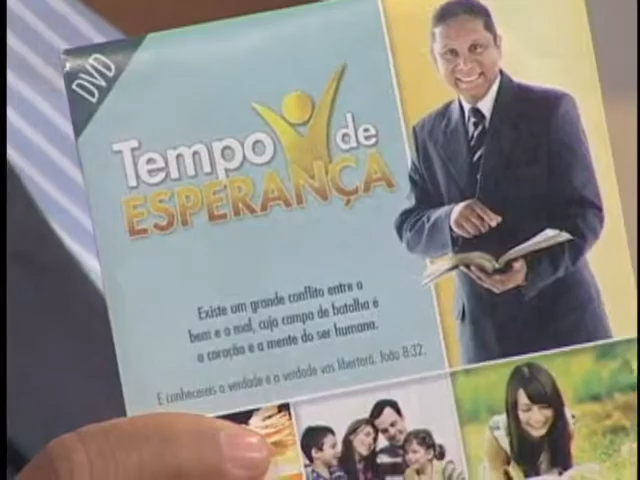 DVD
Tempo de
ESPERANÇA
Existe um grande conflito entre o
bem e o mal, cujo campo de batalha é
o coração e a mente do ser humano.
E conhecereis a verdade e a verdade vos libertará. João 8:32.